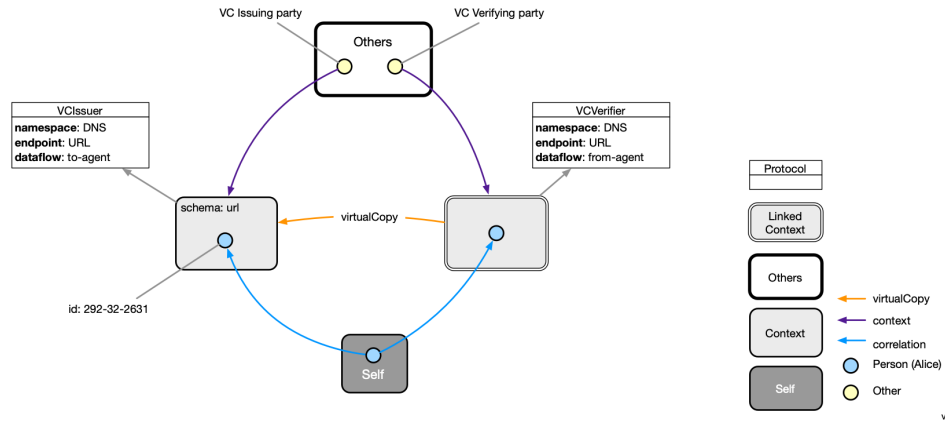 VC Issuing party
VC Verifying party
Others
VCIssuer
namespace: DNS
endpoint: URL
dataflow: to-agent
VCVerifier
namespace: DNS
endpoint: URL
dataflow: from-agent
schema: url
virtualCopy
id: 292-32-2631
Self
Protocol
Linked
Context
Others
Context
Self
virtualCopy
context
correlation
Person (Alice)
Other
v